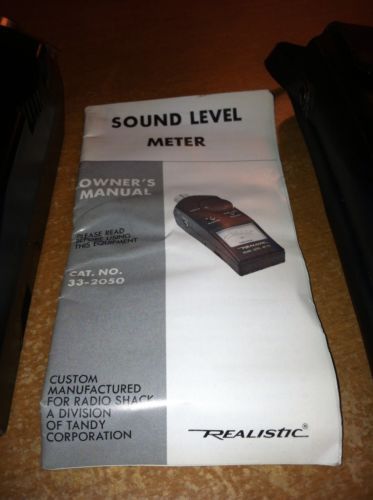 SOUND LEVEL
METER
OWNER'S
MANUAL
PLEASE READ
BEFORE USING
THIS EQUIPMENT
CAT. NO.
33-2050
REALISTIC
CUSTOM
MANUFACTURED
FOR RADIO SHACK
A DIVISION
OF TANDY
CORPORATION
REALISTIC®